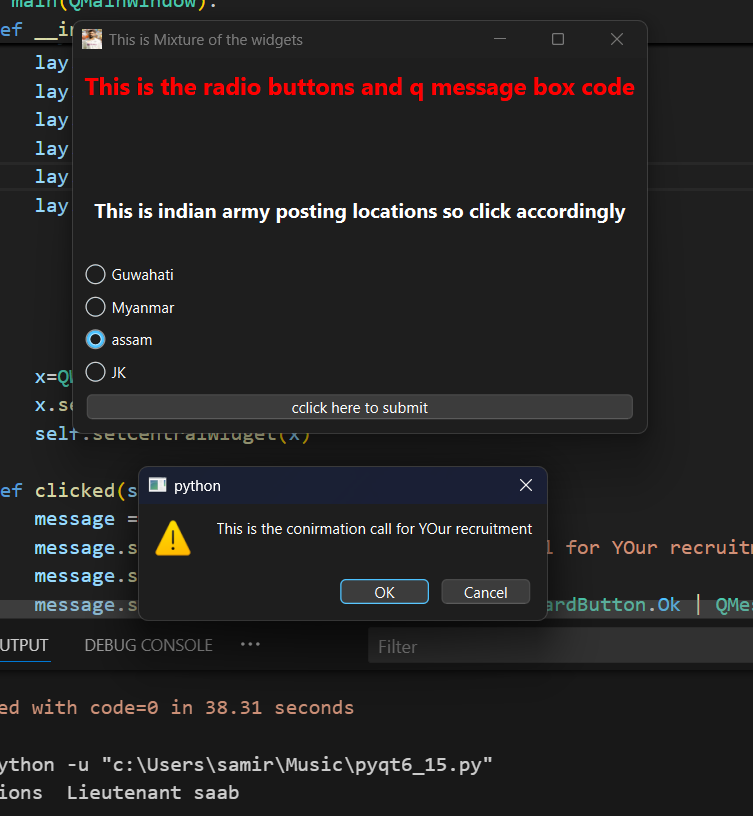 main(QMainWindow):
ef __in
This is Mixture of the widgets
lay
This is the radio buttons and q message box code
lay
lay
lay
lay
lay
This is indian army posting locations so click accordingly
Guwahati
Myanmar
assam
JK
x=QW
x.se
cclick here to submit
self.setCentralWidget(x)
ef clicked(s
python
message =
This is the conirmation call for YOur recruitment
message.s
l for YOur recruitm
message.s
OK
Cancel
message.s
ardButton.Ok | QMes
UTPUT
DEBUG CONSOLE
Filter
ed with code=0 in 38.31 seconds
ython -u "c:\Users\samir\Music\pyqt6_15.py"
ions Lieutenant saab